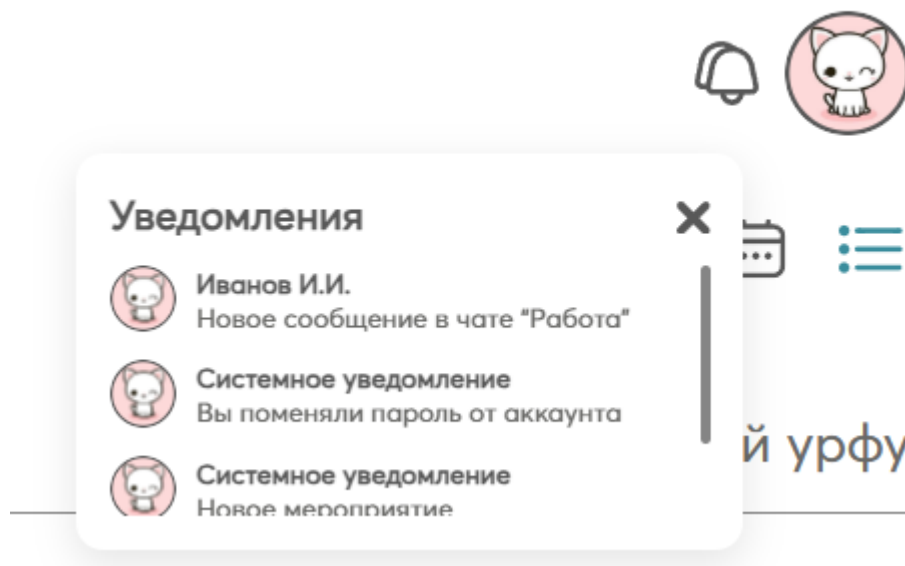 Уведомления
Иванов И.И.
Новое сообщение в чате "Работа"
Системное уведомление
Вы поменяли пароль от аккаунта
й урфу
Системное уведомление
Новое мероприятие